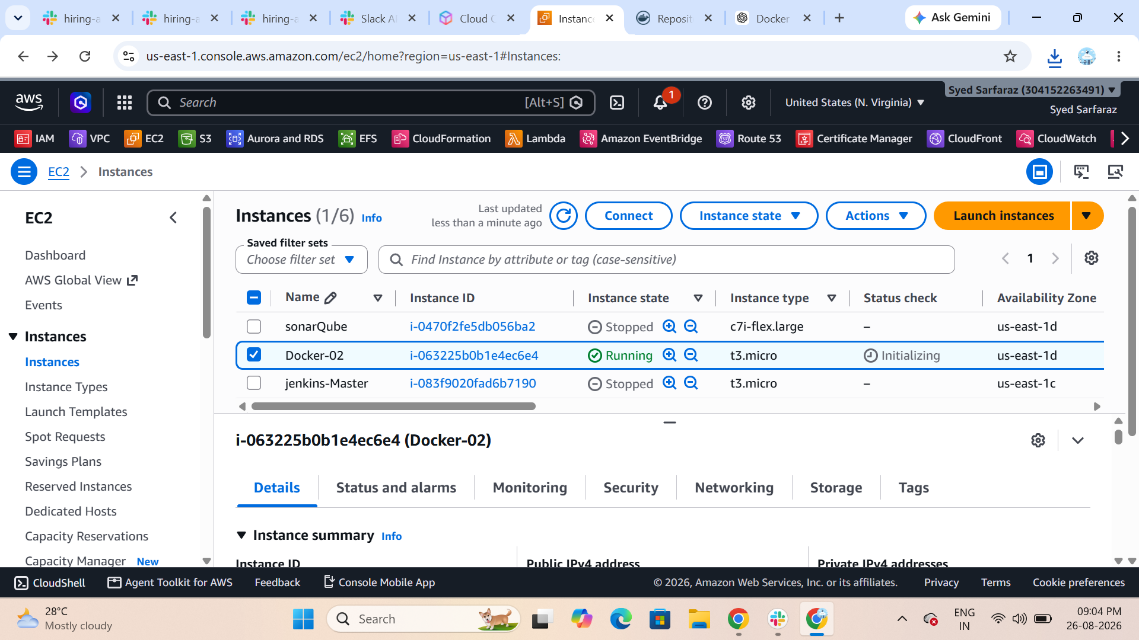 hiring-a
hiring-a
hiring-a
Slack A
Cloud C
Instanc
Reposit
Docker
Ask Gemini
us-east-1.console.aws.amazon.com/ec2/home?region=us-east-1#Instances:
aws
Search [Alt+S]
1
United States (N. Virginia)
Syed Sarfaraz (304152263491)
Syed Sarfaraz
IAM VPC EC2 S3 Aurora and RDS EFS CloudFormation Lambda Amazon EventBridge Route 53 Certificate Manager CloudFront CloudWatch
EC2 > Instances
EC2
Dashboard
AWS Global View
Events
Instances
Instances
Instance Types
Launch Templates
Spot Requests
Savings Plans
Reserved Instances
Dedicated Hosts
Capacity Reservations
Capacity Manager New
Instances (1/6) Info
Last updated
less than a minute ago
Connect
Instance state
Actions
Launch instances
Saved filter sets
Choose filter set
Find Instance by attribute or tag (case-sensitive)
1
Name Instance ID Instance state Instance type Status check Availability Zone
sonarQube i-0470f2fe5db056ba2 Stopped c7i-flex.large – us-east-1d
Docker-02 i-063225b0b1e4ec6e4 Running t3.micro Initializing us-east-1d
jenkins-Master i-083f9020fad6b7190 Stopped t3.micro – us-east-1c
i-063225b0b1e4ec6e4 (Docker-02)
Details Status and alarms Monitoring Security Networking Storage Tags
Instance summary Info
Instance ID Public IPv4 address Private IPv4 addresses
CloudShell Agent Toolkit for AWS Feedback Console Mobile App © 2026, Amazon Web Services, Inc. or its affiliates. Privacy Terms Cookie preferences
28°C
Mostly cloudy
Search
ENG
IN
09:04 PM
26-08-2026